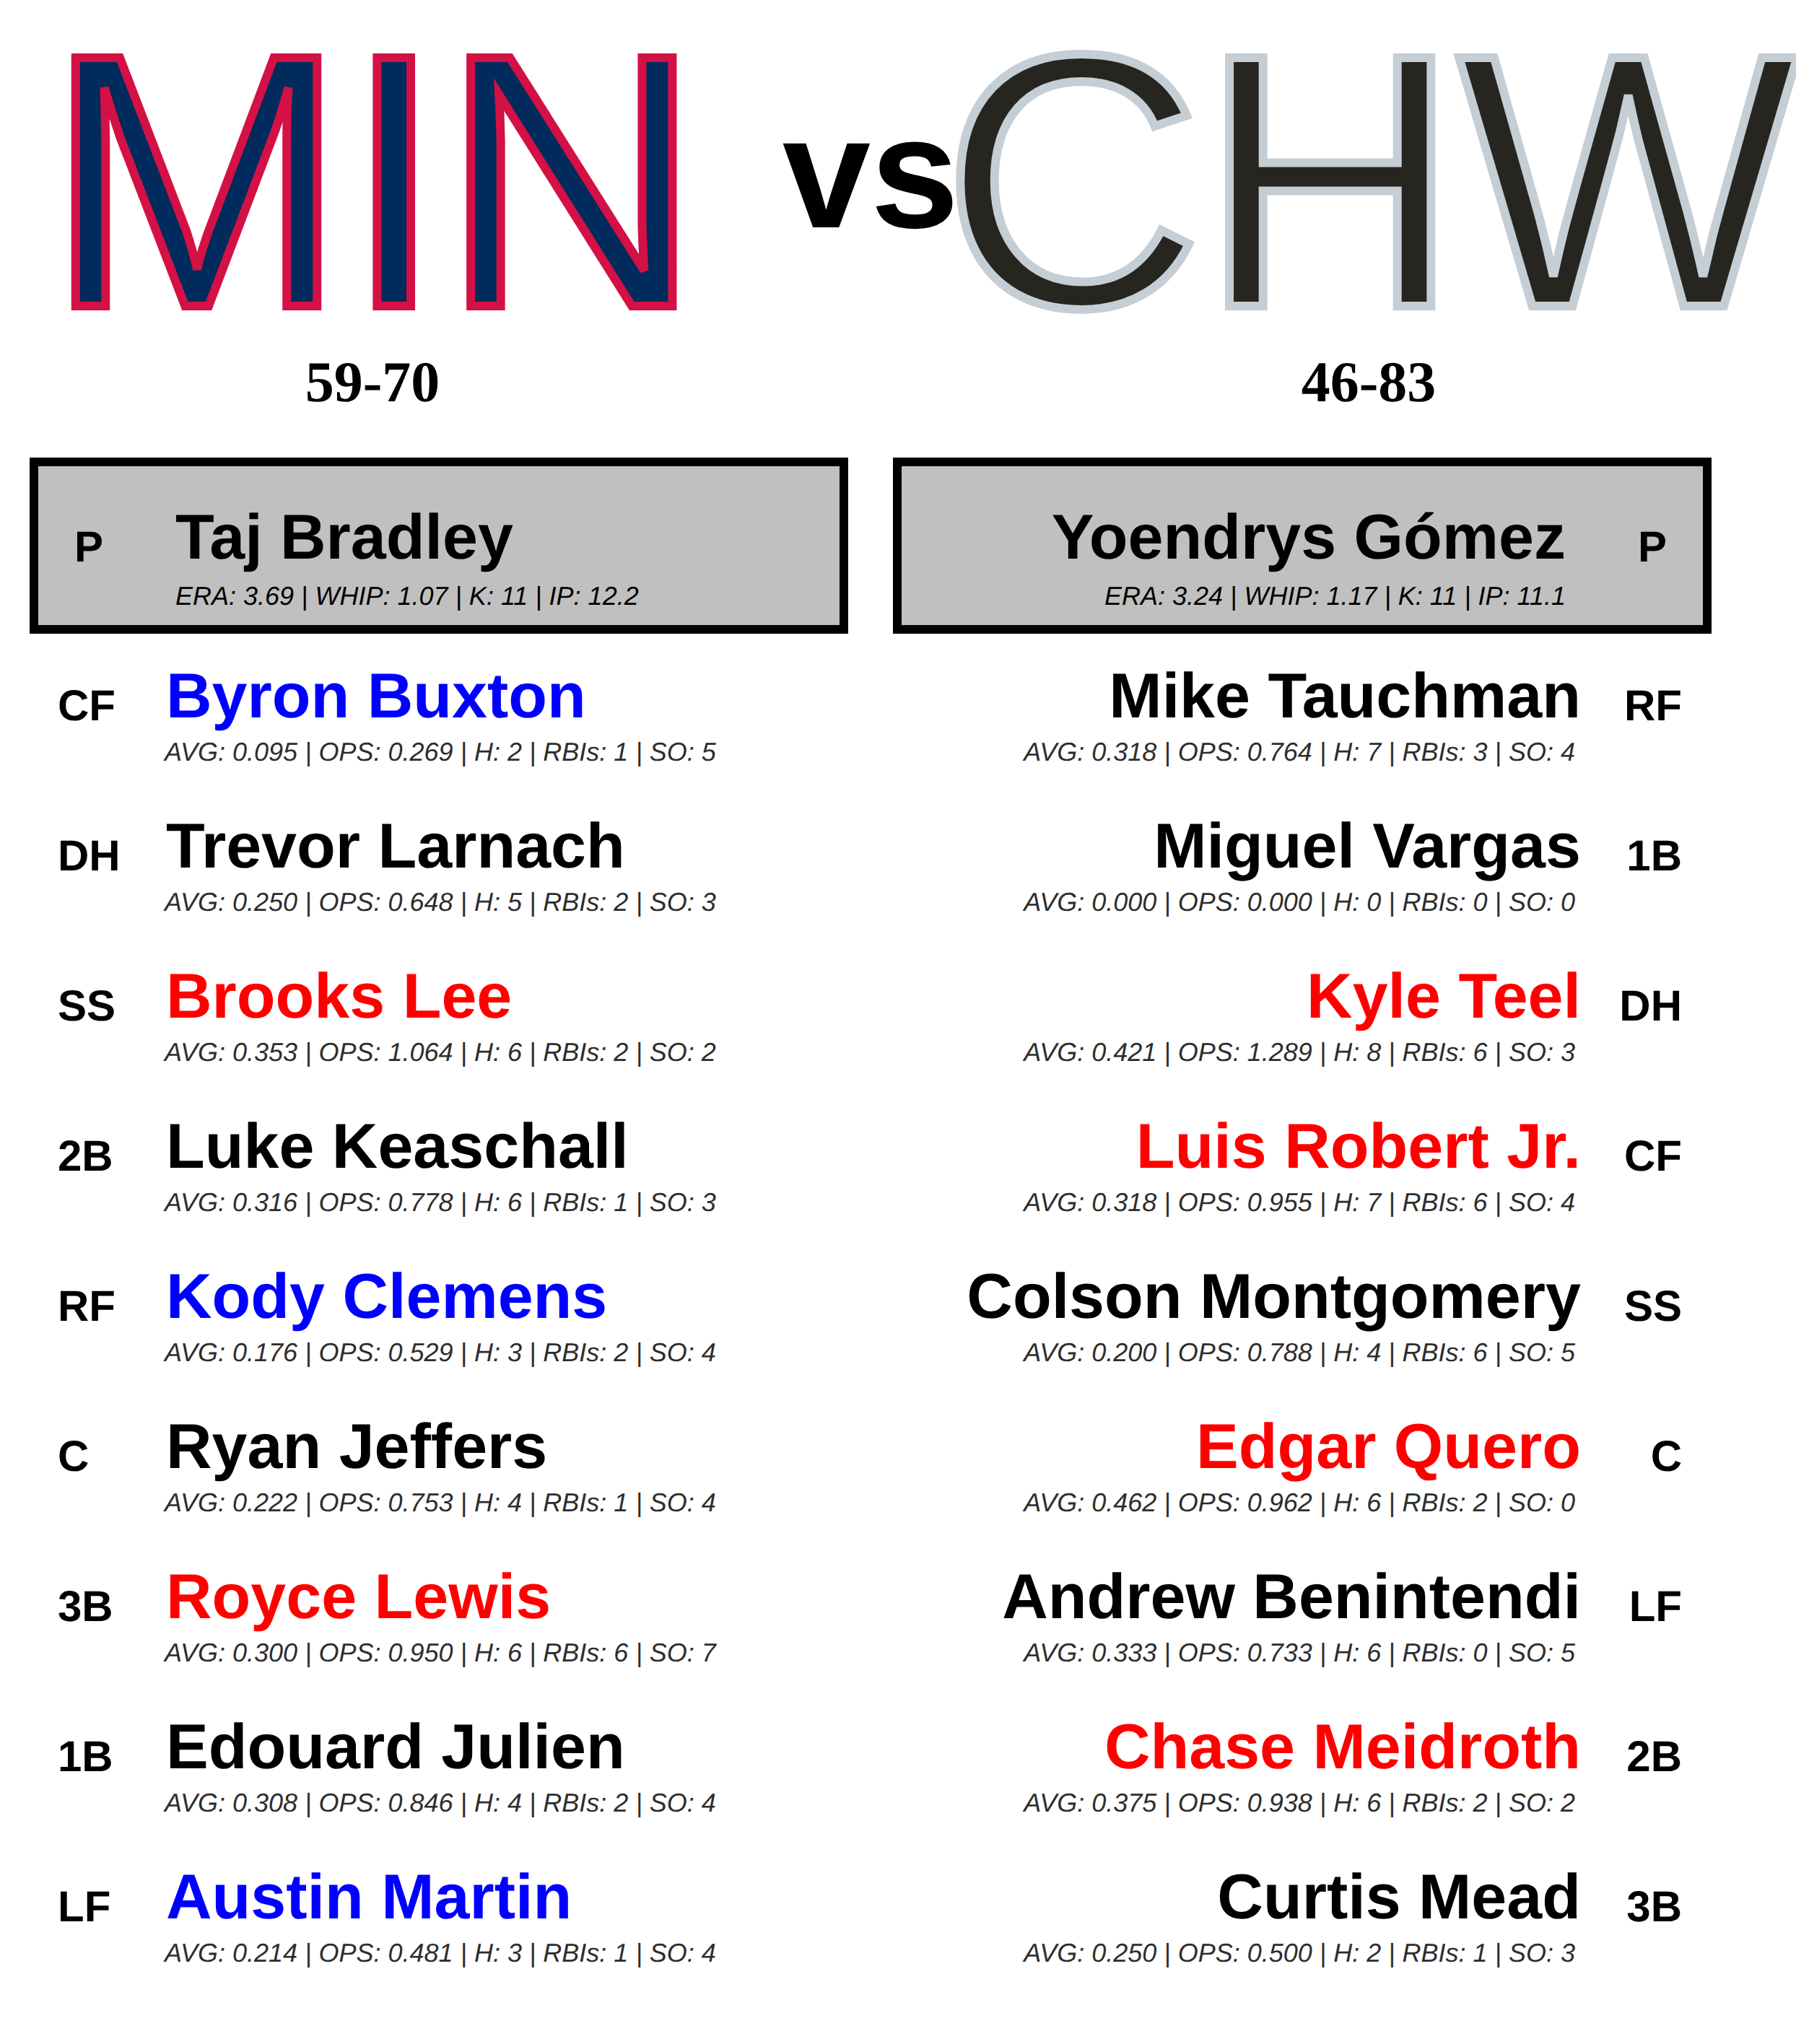 MIN vs CHW
59-70 46-83
P Taj Bradley Yoendrys Gómez P
ERA: 3.69 | WHIP: 1.07 | K: 11 | IP: 12.2 ERA: 3.24 | WHIP: 1.17 | K: 11 | IP: 11.1
CF Byron Buxton Mike Tauchman RF
AVG: 0.095 | OPS: 0.269 | H: 2 | RBIs: 1 | SO: 5 AVG: 0.318 | OPS: 0.764 | H: 7 | RBIs: 3 | SO: 4
DH Trevor Larnach Miguel Vargas 1B
AVG: 0.250 | OPS: 0.648 | H: 5 | RBIs: 2 | SO: 3 AVG: 0.000 | OPS: 0.000 | H: 0 | RBIs: 0 | SO: 0
SS Brooks Lee Kyle Teel DH
AVG: 0.353 | OPS: 1.064 | H: 6 | RBIs: 2 | SO: 2 AVG: 0.421 | OPS: 1.289 | H: 8 | RBIs: 6 | SO: 3
2B Luke Keaschall Luis Robert Jr. CF
AVG: 0.316 | OPS: 0.778 | H: 6 | RBIs: 1 | SO: 3 AVG: 0.318 | OPS: 0.955 | H: 7 | RBIs: 6 | SO: 4
RF Kody Clemens Colson Montgomery SS
AVG: 0.176 | OPS: 0.529 | H: 3 | RBIs: 2 | SO: 4 AVG: 0.200 | OPS: 0.788 | H: 4 | RBIs: 6 | SO: 5
C Ryan Jeffers Edgar Quero C
AVG: 0.222 | OPS: 0.753 | H: 4 | RBIs: 1 | SO: 4 AVG: 0.462 | OPS: 0.962 | H: 6 | RBIs: 2 | SO: 0
3B Royce Lewis Andrew Benintendi LF
AVG: 0.300 | OPS: 0.950 | H: 6 | RBIs: 6 | SO: 7 AVG: 0.333 | OPS: 0.733 | H: 6 | RBIs: 0 | SO: 5
1B Edouard Julien Chase Meidroth 2B
AVG: 0.308 | OPS: 0.846 | H: 4 | RBIs: 2 | SO: 4 AVG: 0.375 | OPS: 0.938 | H: 6 | RBIs: 2 | SO: 2
LF Austin Martin Curtis Mead 3B
AVG: 0.214 | OPS: 0.481 | H: 3 | RBIs: 1 | SO: 4 AVG: 0.250 | OPS: 0.500 | H: 2 | RBIs: 1 | SO: 3